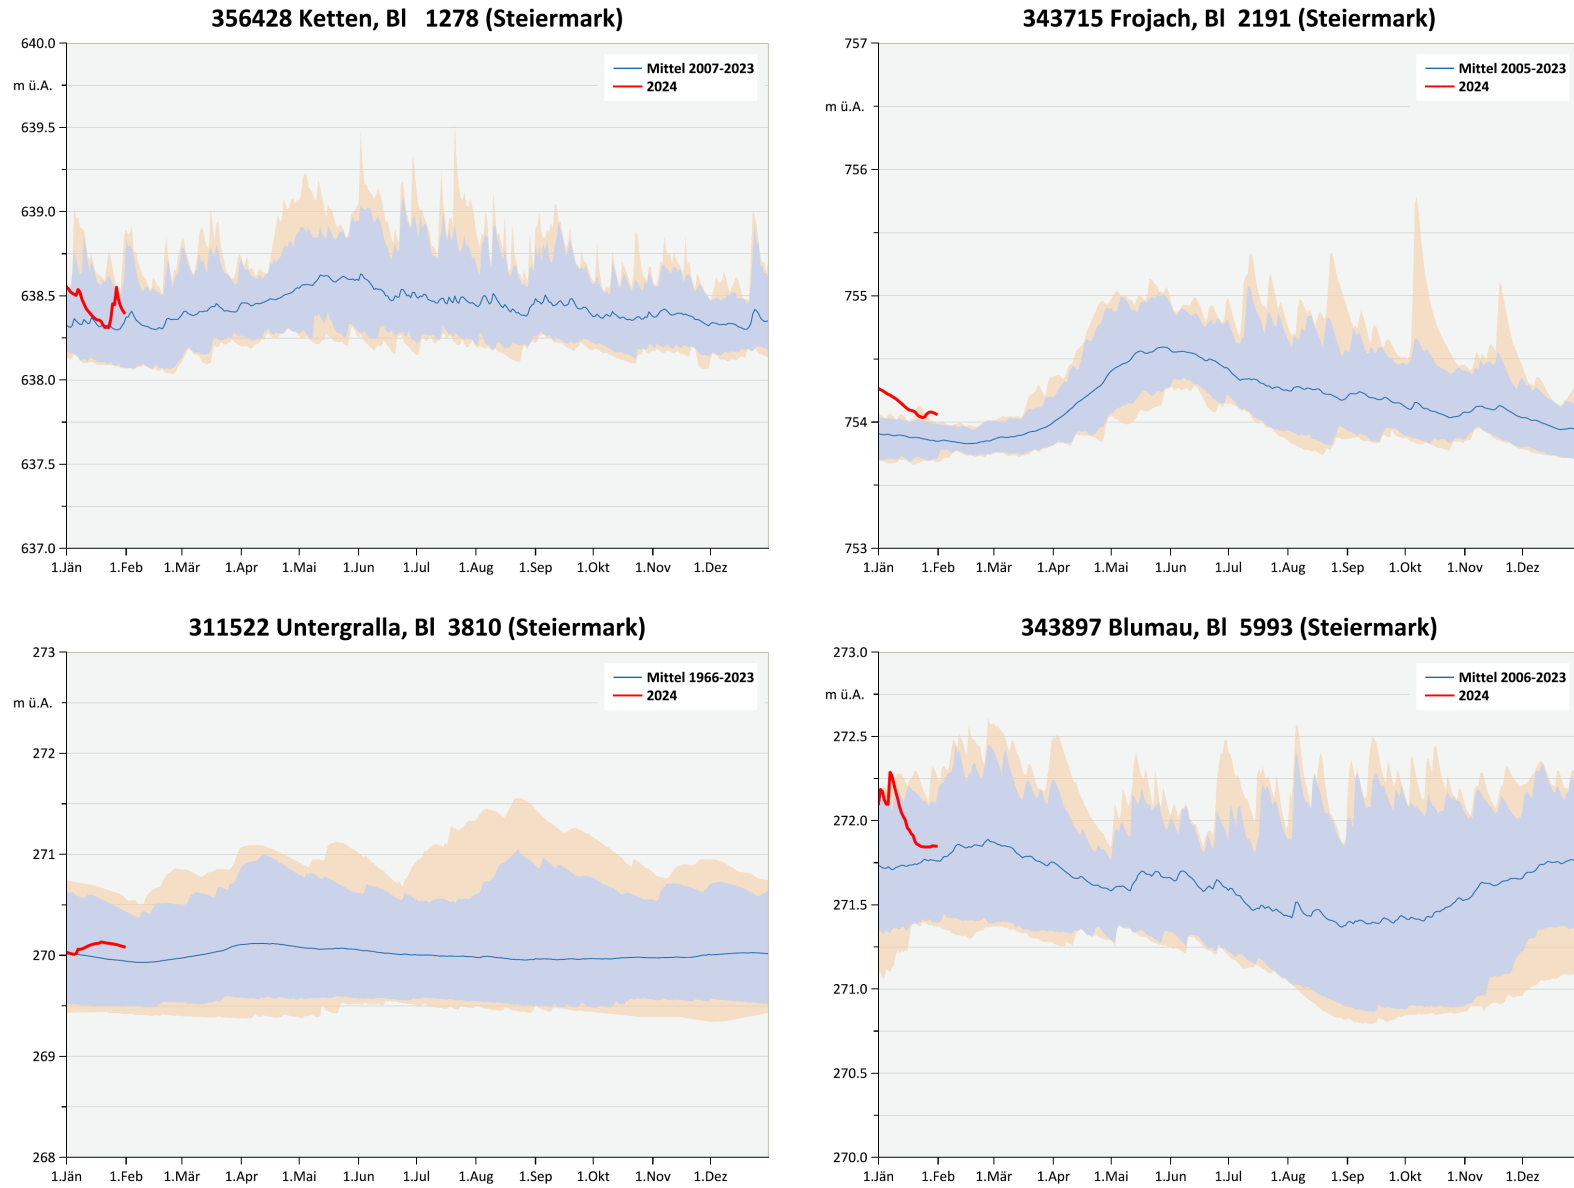 356428 Ketten, Bl   1278 (Steiermark)
640.0
m ü.A.
639.5
639.0
638.5
638.0
637.5
637.0
Mittel 2007-2023
2024
1.Jän 1.Feb 1.Mär 1.Apr 1.Mai 1.Jun 1.Jul 1.Aug 1.Sep 1.Okt 1.Nov 1.Dez
343715 Frojach, Bl  2191 (Steiermark)
757
m ü.A.
756
755
754
753
Mittel 2005-2023
2024
1.Jän 1.Feb 1.Mär 1.Apr 1.Mai 1.Jun 1.Jul 1.Aug 1.Sep 1.Okt 1.Nov 1.Dez
311522 Untergralla, Bl  3810 (Steiermark)
273
m ü.A.
272
271
270
269
268
Mittel 1966-2023
2024
1.Jän 1.Feb 1.Mär 1.Apr 1.Mai 1.Jun 1.Jul 1.Aug 1.Sep 1.Okt 1.Nov 1.Dez
343897 Blumau, Bl  5993 (Steiermark)
273.0
m ü.A.
272.5
272.0
271.5
271.0
270.5
270.0
Mittel 2006-2023
2024
1.Jän 1.Feb 1.Mär 1.Apr 1.Mai 1.Jun 1.Jul 1.Aug 1.Sep 1.Okt 1.Nov 1.Dez